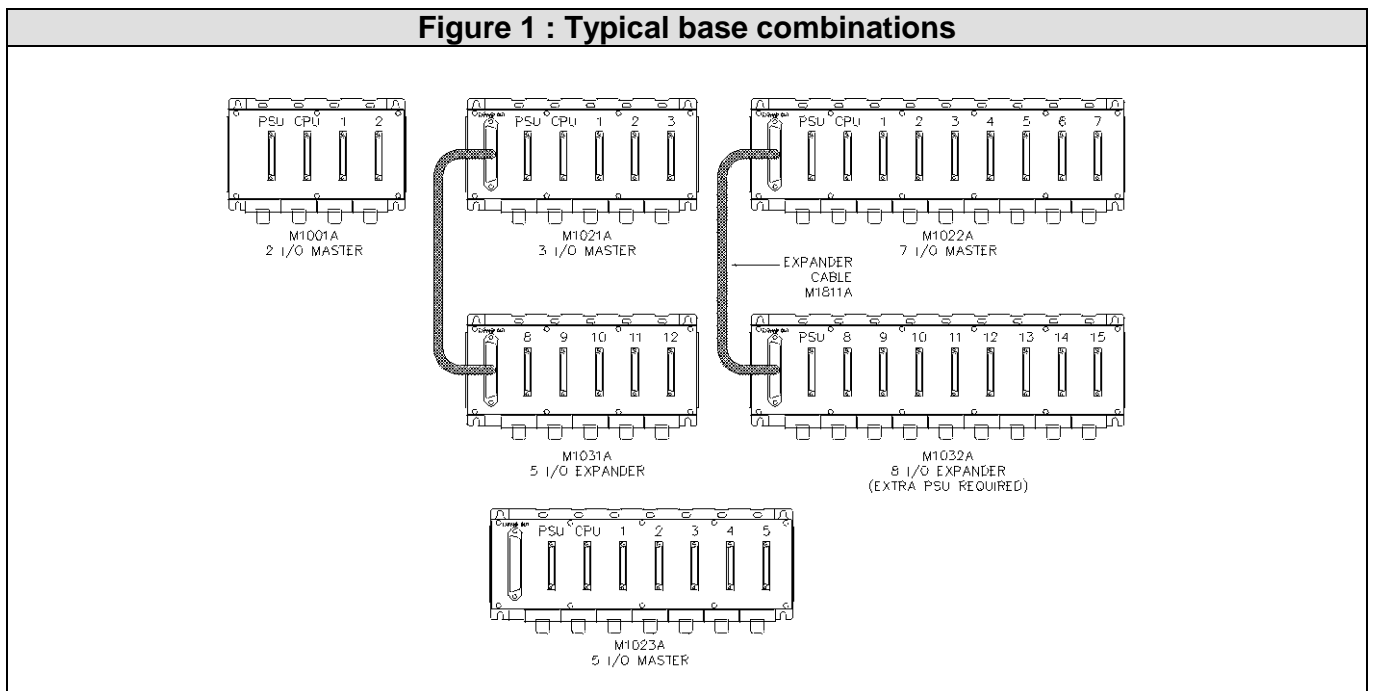 Figure 1 : Typical base combinations
PSU CPU 1 2
M1001A
2 I/O MASTER
PSU CPU 1 2 3
M1021A
3 I/O MASTER
PSU CPU 1 2 3 4 5 6 7
M1022A
7 I/O MASTER
EXPANDER
CABLE
M1811A
8 9 10 11 12
M1031A
5 I/O EXPANDER
PSU 8 9 10 11 12 13 14 15
M1032A
8 I/O EXPANDER
(EXTRA PSU REQUIRED)
PSU CPU 1 2 3 4 5
M1023A
5 I/O MASTER